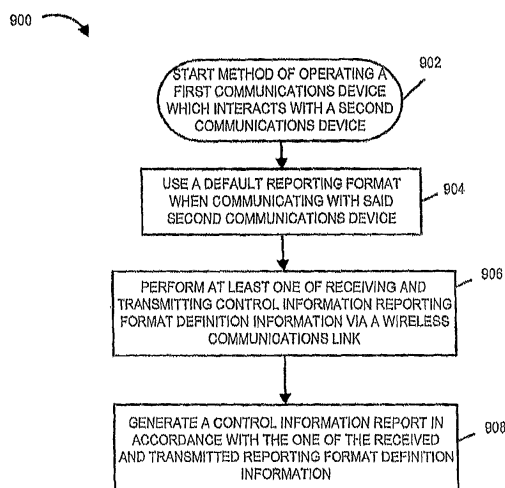 900
START METHOD OF OPERATING A
FIRST COMMUNICATIONS DEVICE
WHICH INTERACTS WITH A SECOND
COMMUNICATIONS DEVICE
902
USE A DEFAULT REPORTING FORMAT
WHEN COMMUNICATING WITH SAID
SECOND COMMUNICATIONS DEVICE
904
PERFORM AT LEAST ONE OF RECEIVING AND
TRANSMITTING CONTROL INFORMATION REPORTING
FORMAT DEFINITION INFORMATION VIA A WIRELESS
COMMUNICATIONS LINK
906
GENERATE A CONTROL INFORMATION REPORT IN
ACCORDANCE WITH THE ONE OF THE RECEIVED
AND TRANSMITTED REPORTING FORMAT DEFINITION
INFORMATION
908